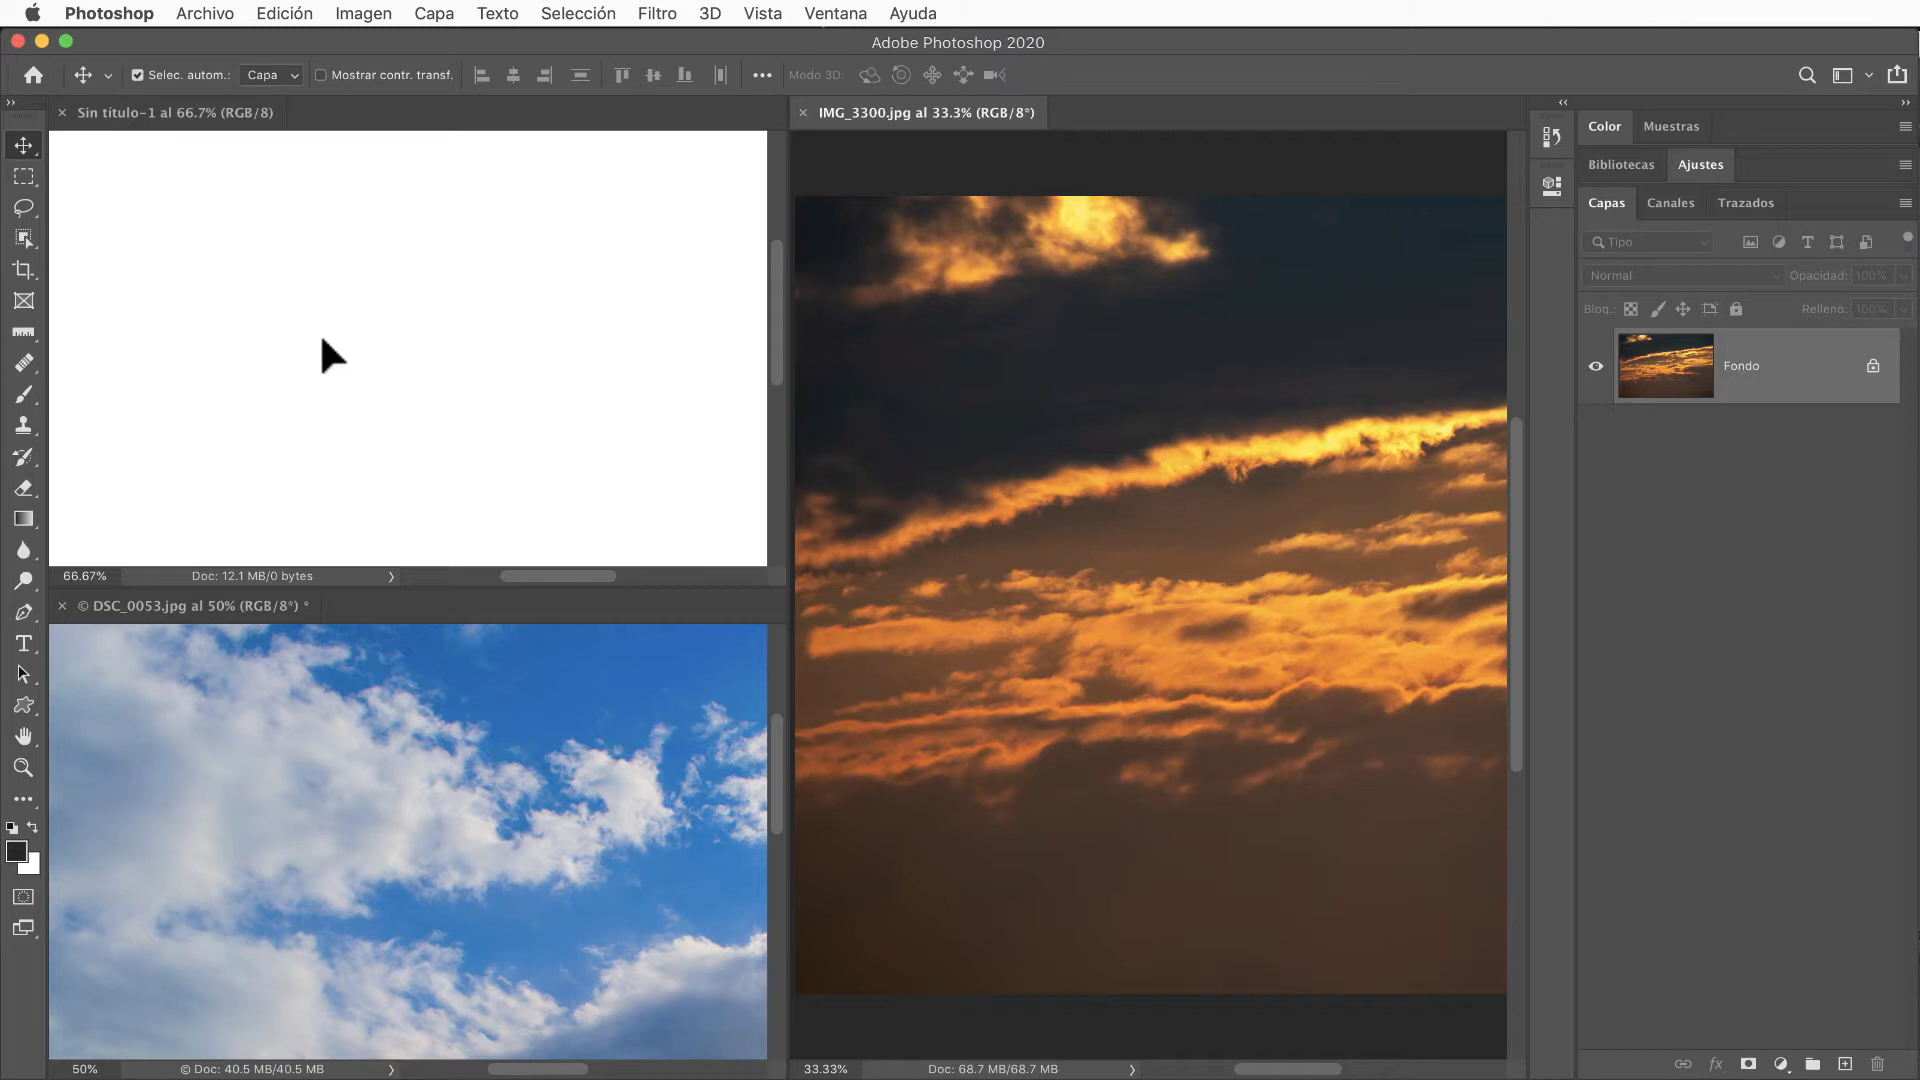 Photoshop Archivo Edición Imagen Capa Texto Selección Filtro 3D Vista Ventana Ayuda
Adobe Photoshop 2020
Selec. autom.: Capa Mostrar contr. transf. Modo 3D:
Sin título-1 al 66.7% (RGB/8)
IMG_3300.jpg al 33.3% (RGB/8*)
Color Muestras
Bibliotecas Ajustes
Capas Canales Trazados
Tipo
Normal Opacidad: 100%
Bloq.: Relleno: 100%
Fondo
66.67% Doc: 12.1 MB/0 bytes
© DSC_0053.jpg al 50% (RGB/8*) *
50% © Doc: 40.5 MB/40.5 MB
33.33% Doc: 68.7 MB/68.7 MB
fx